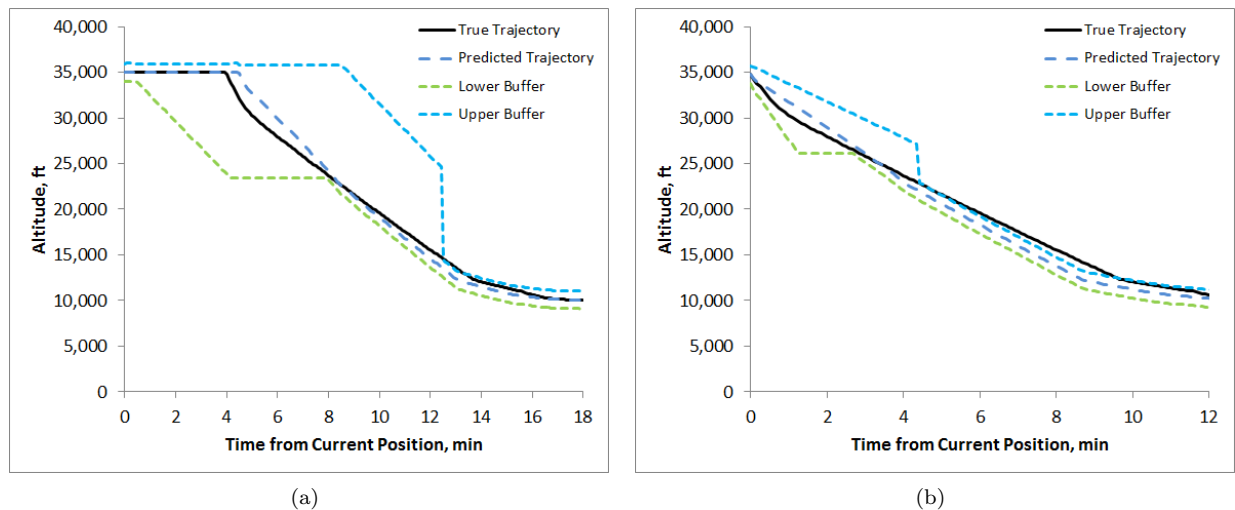 40,000
35,000
30,000
25,000
20,000
15,000
10,000
5,000
0
Altitude, ft
0 2 4 6 8 10 12 14 16 18
Time from Current Position, min
True Trajectory
Predicted Trajectory
Lower Buffer
Upper Buffer
(a)
40,000
35,000
30,000
25,000
20,000
15,000
10,000
5,000
0
Altitude, ft
0 2 4 6 8 10 12
Time from Current Position, min
True Trajectory
Predicted Trajectory
Lower Buffer
Upper Buffer
(b)